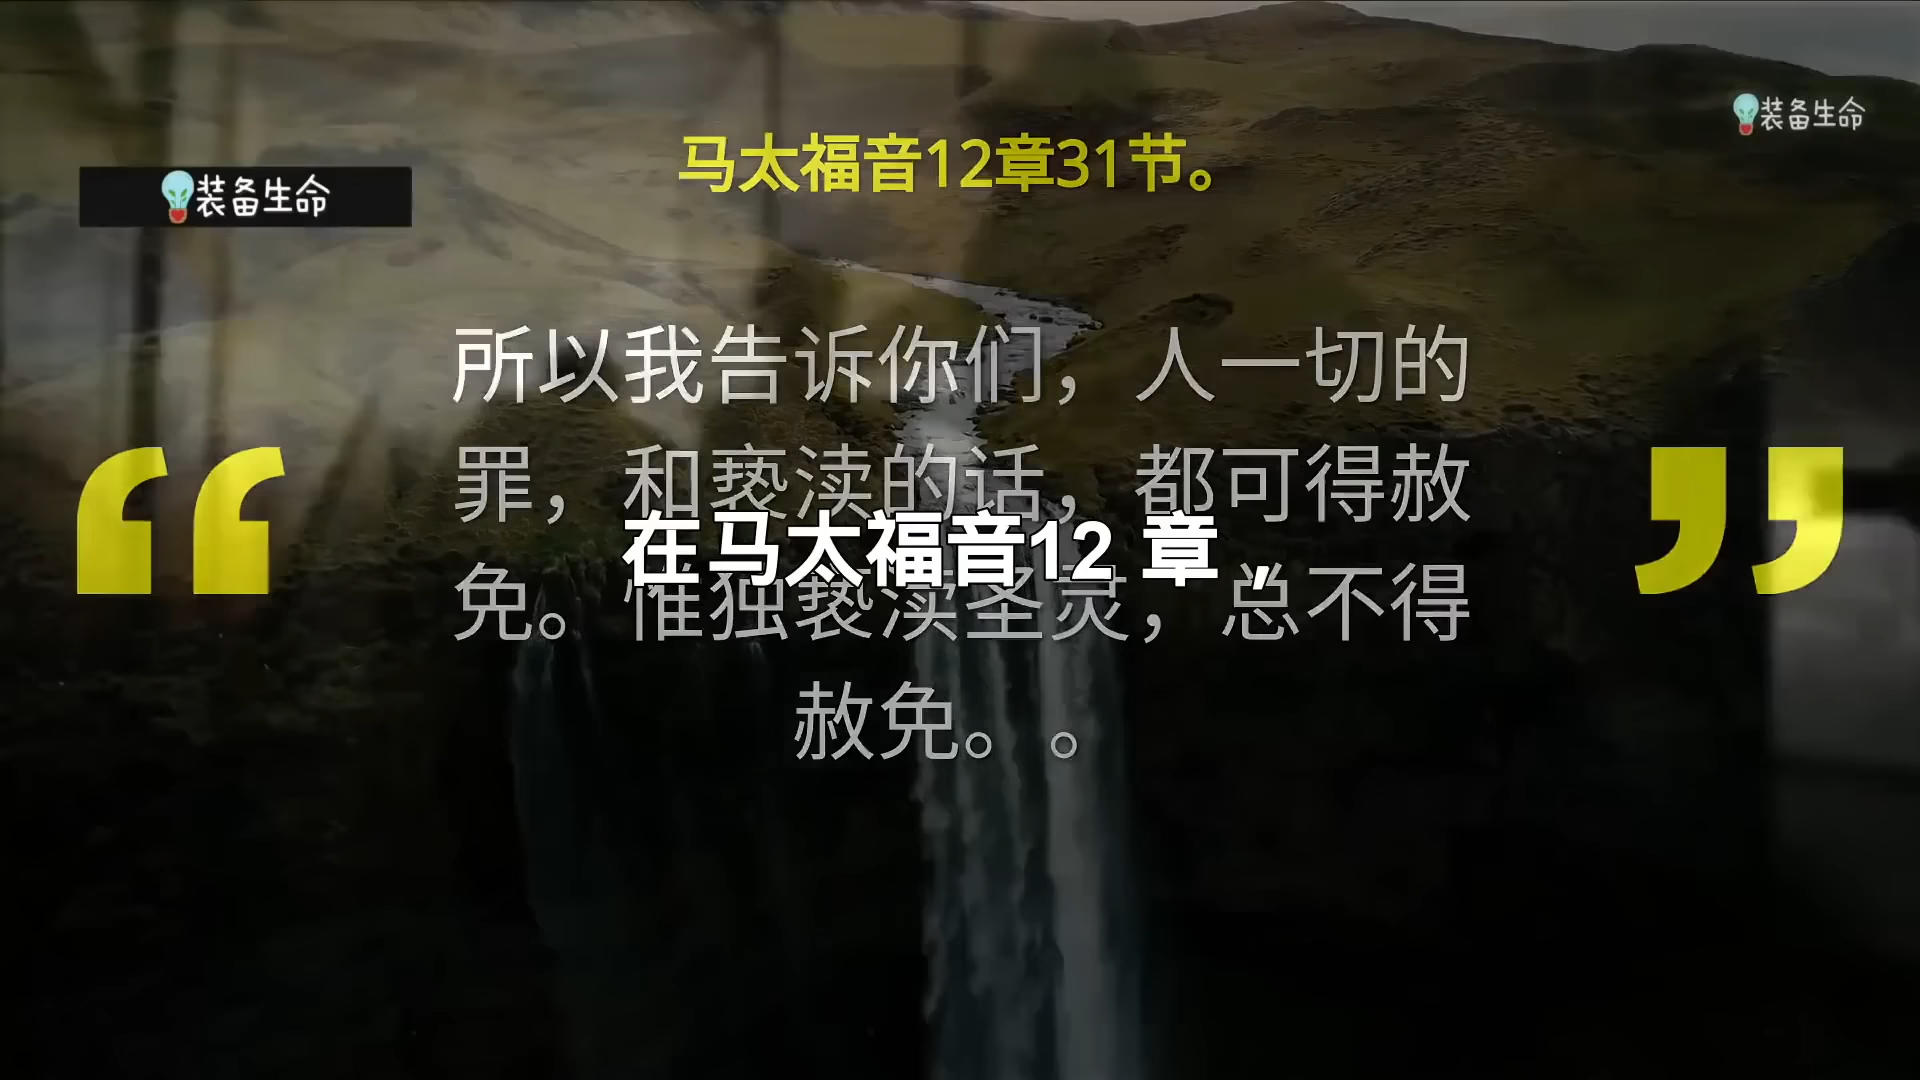 装备生命
马太福音12章31节。
装备生命
“
所以我告诉你们，人一切的
罪，和亵渎的话，都可得赦
在马太福音12 章，
免。惟独亵渎圣灵，总不得
赦免。。
”